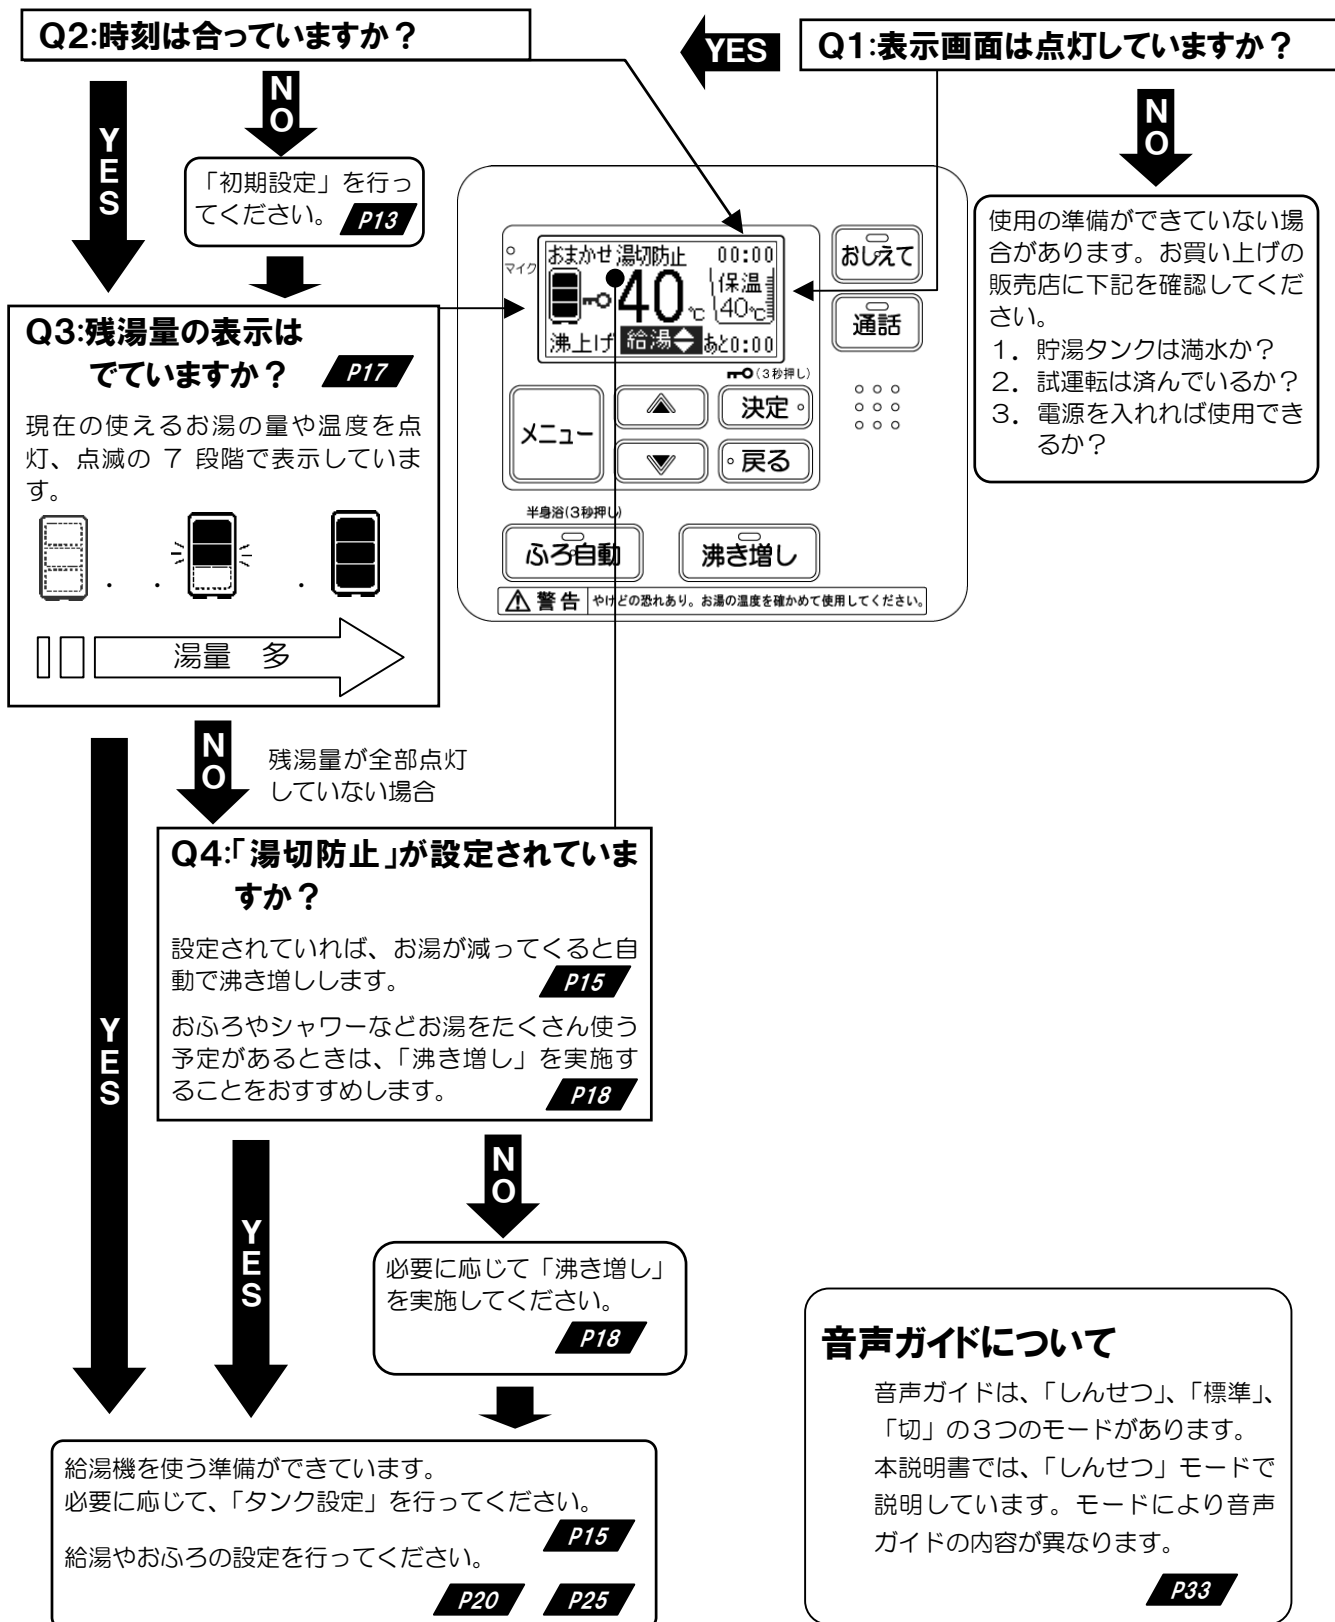 Q1:表示画面は点灯していますか？
YES
NO
使用の準備ができていない場
合があります。お買い上げの
販売店に下記を確認してくだ
さい。
1．貯湯タンクは満水か？
2．試運転は済んでいるか？
3．電源を入れれば使用でき
るか？
Q2:時刻は合っていますか？
YES
NO
「初期設定」を行っ
てください。 P13
Q3:残湯量の表示は
でていますか？ P17
現在の使えるお湯の量や温度を点
灯、点滅の 7 段階で表示していま
す。
湯量　多
マイク
おまかせ 湯切防止 00:00
40℃
保温
40℃
沸上げ 給湯 あと0:00
おしえて
通話
(3秒押し)
メニュー
決定
戻る
半身浴(3秒押し)
ふろ自動
沸き増し
警告 やけどの恐れあり。お湯の温度を確かめて使用してください。
YES
NO
残湯量が全部点灯
していない場合
Q4:「湯切防止」が設定されていま
すか？
設定されていれば、お湯が減ってくると自
動で沸き増しします。 P15
おふろやシャワーなどお湯をたくさん使う
予定があるときは、「沸き増し」を実施す
ることをおすすめします。 P18
YES
NO
必要に応じて「沸き増し」
を実施してください。
P18
給湯機を使う準備ができています。
必要に応じて、「タンク設定」を行ってください。
P15
給湯やおふろの設定を行ってください。
P20 P25
音声ガイドについて
音声ガイドは、「しんせつ」、「標準」、
「切」の３つのモードがあります。
本説明書では、「しんせつ」モードで
説明しています。モードにより音声
ガイドの内容が異なります。
P33